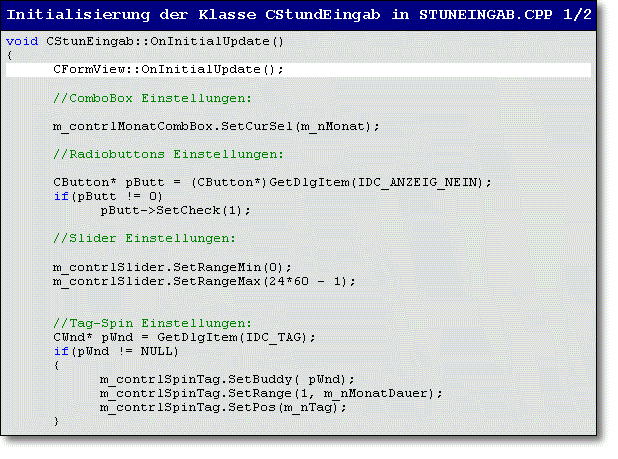 Initialisierung der Klasse CStundEingab in STUNEINGAB.CPP 1/2
void CStunEingab::OnInitialUpdate()
{
CFormView::OnInitialUpdate();
//ComboBox Einstellungen:
m_contrlMonatCombBox.SetCurSel(m_nMonat);
//Radiobuttons Einstellungen:
CButton* pButt = (CButton*)GetDlgItem(IDC_ANZEIG_NEIN);
if(pButt != 0)
pButt->SetCheck(1);
//Slider Einstellungen:
m_contrlSlider.SetRangeMin(0);
m_contrlSlider.SetRangeMax(24*60 - 1);
//Tag-Spin Einstellungen:
CWnd* pWnd = GetDlgItem(IDC_TAG);
if(pWnd != NULL)
{
m_contrlSpinTag.SetBuddy( pWnd);
m_contrlSpinTag.SetRange(1, m_nMonatDauer);
m_contrlSpinTag.SetPos(m_nTag);
}